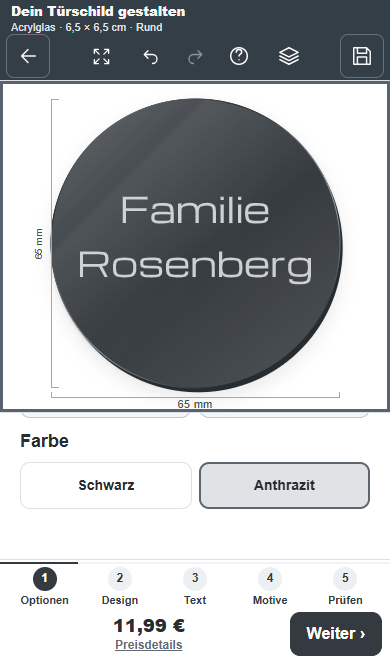 Dein Türschild gestalten
Acrylglas · 6,5 × 6,5 cm · Rund
Familie
Rosenberg
65 mm
65 mm
Farbe
Schwarz
Anthrazit
1
Optionen
2
Design
3
Text
4
Motive
5
Prüfen
11,99 €
Preisdetails
Weiter ›